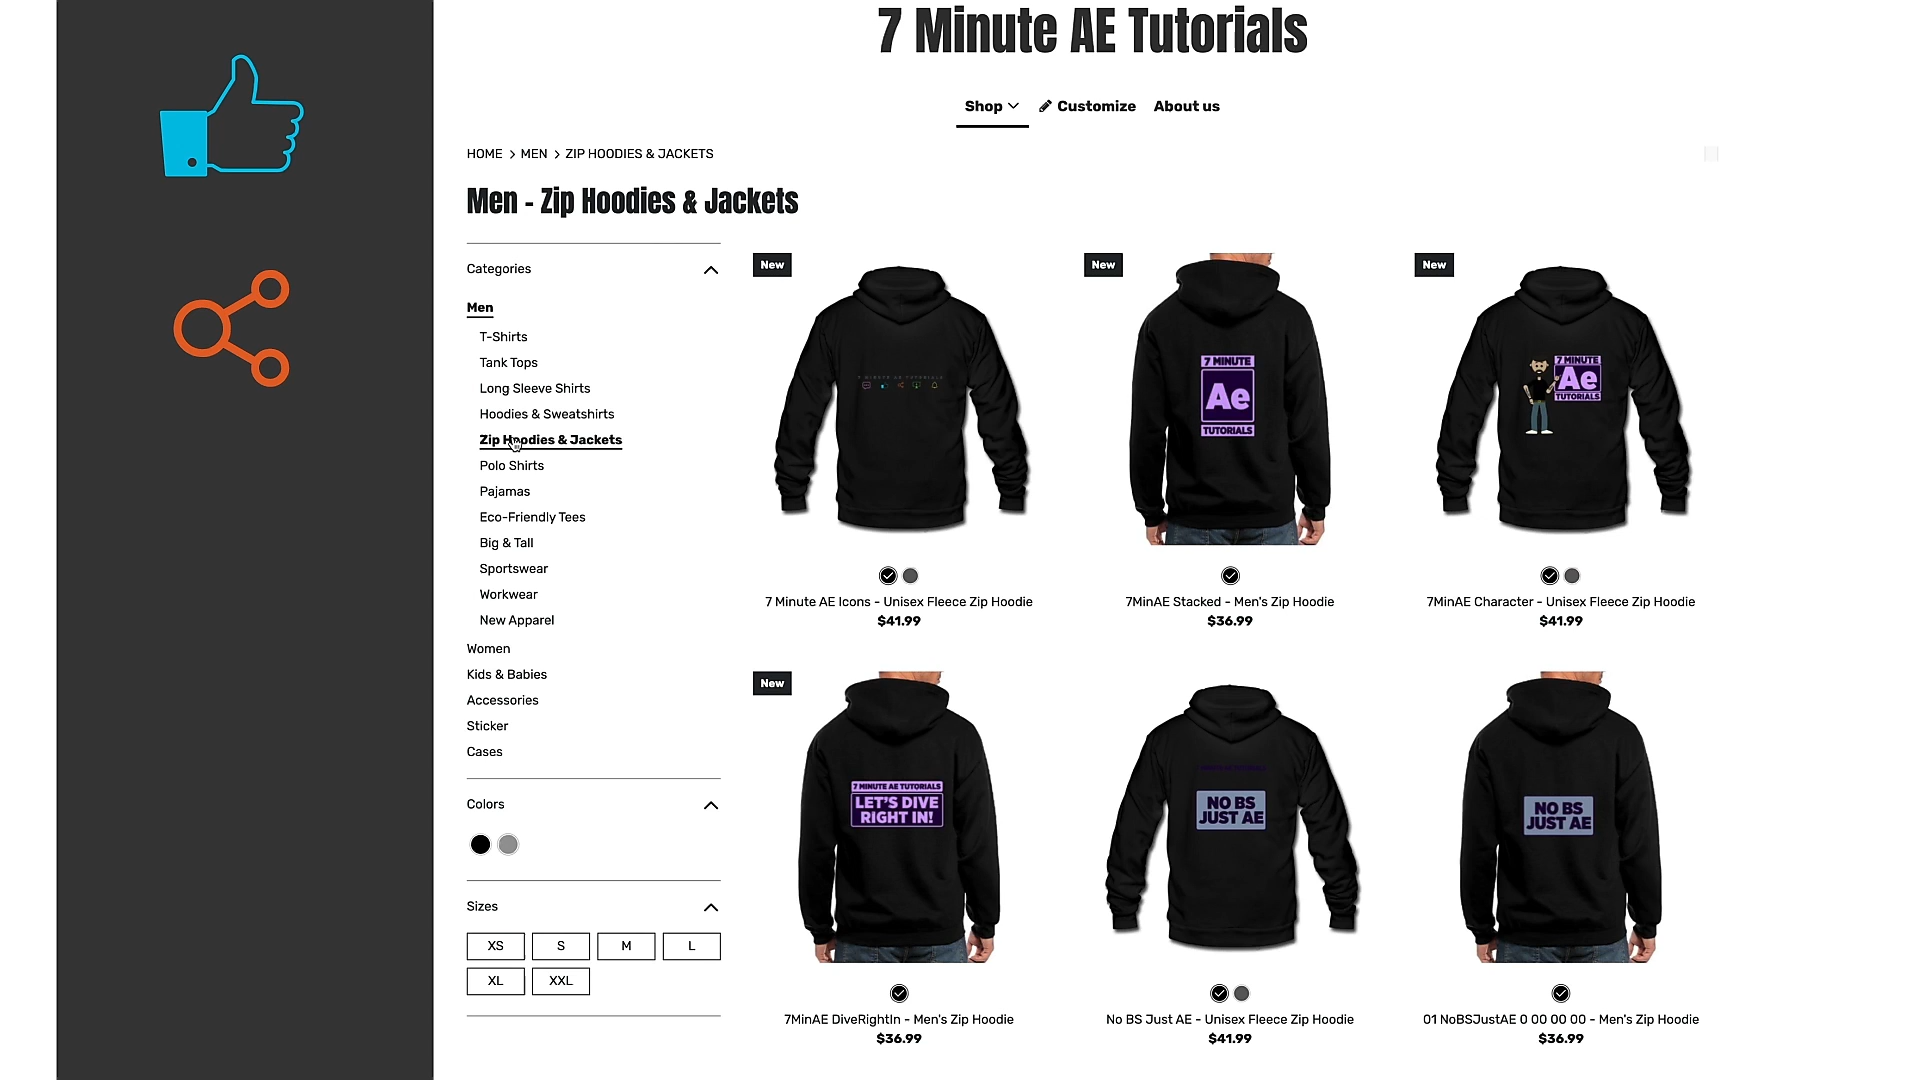 7 Minute AE Tutorials
Shop
Customize
About us
HOME > MEN > ZIP HOODIES & JACKETS
Men - Zip Hoodies & Jackets
Categories
Men
T-Shirts
Tank Tops
Long Sleeve Shirts
Hoodies & Sweatshirts
Zip Hoodies & Jackets
Polo Shirts
Pajamas
Eco-Friendly Tees
Big & Tall
Sportswear
Workwear
New Apparel
Women
Kids & Babies
Accessories
Sticker
Cases
Colors
Sizes
XS
S
M
L
XL
XXL
New
7 MINUTE AE TUTORIALS
7 Minute AE Icons - Unisex Fleece Zip Hoodie
$41.99
New
7 MINUTE
Ae
TUTORIALS
7MinAE Stacked - Men's Zip Hoodie
$36.99
New
7 MINUTE
Ae
TUTORIALS
7MinAE Character - Unisex Fleece Zip Hoodie
$41.99
New
7 MINUTE AE TUTORIALS
LET'S DIVE
RIGHT IN!
7MinAE DiveRightIn - Men's Zip Hoodie
$36.99
NO BS
JUST AE
No BS Just AE - Unisex Fleece Zip Hoodie
$41.99
NO BS
JUST AE
01 NoBSJustAE 0 00 00 00 - Men's Zip Hoodie
$36.99